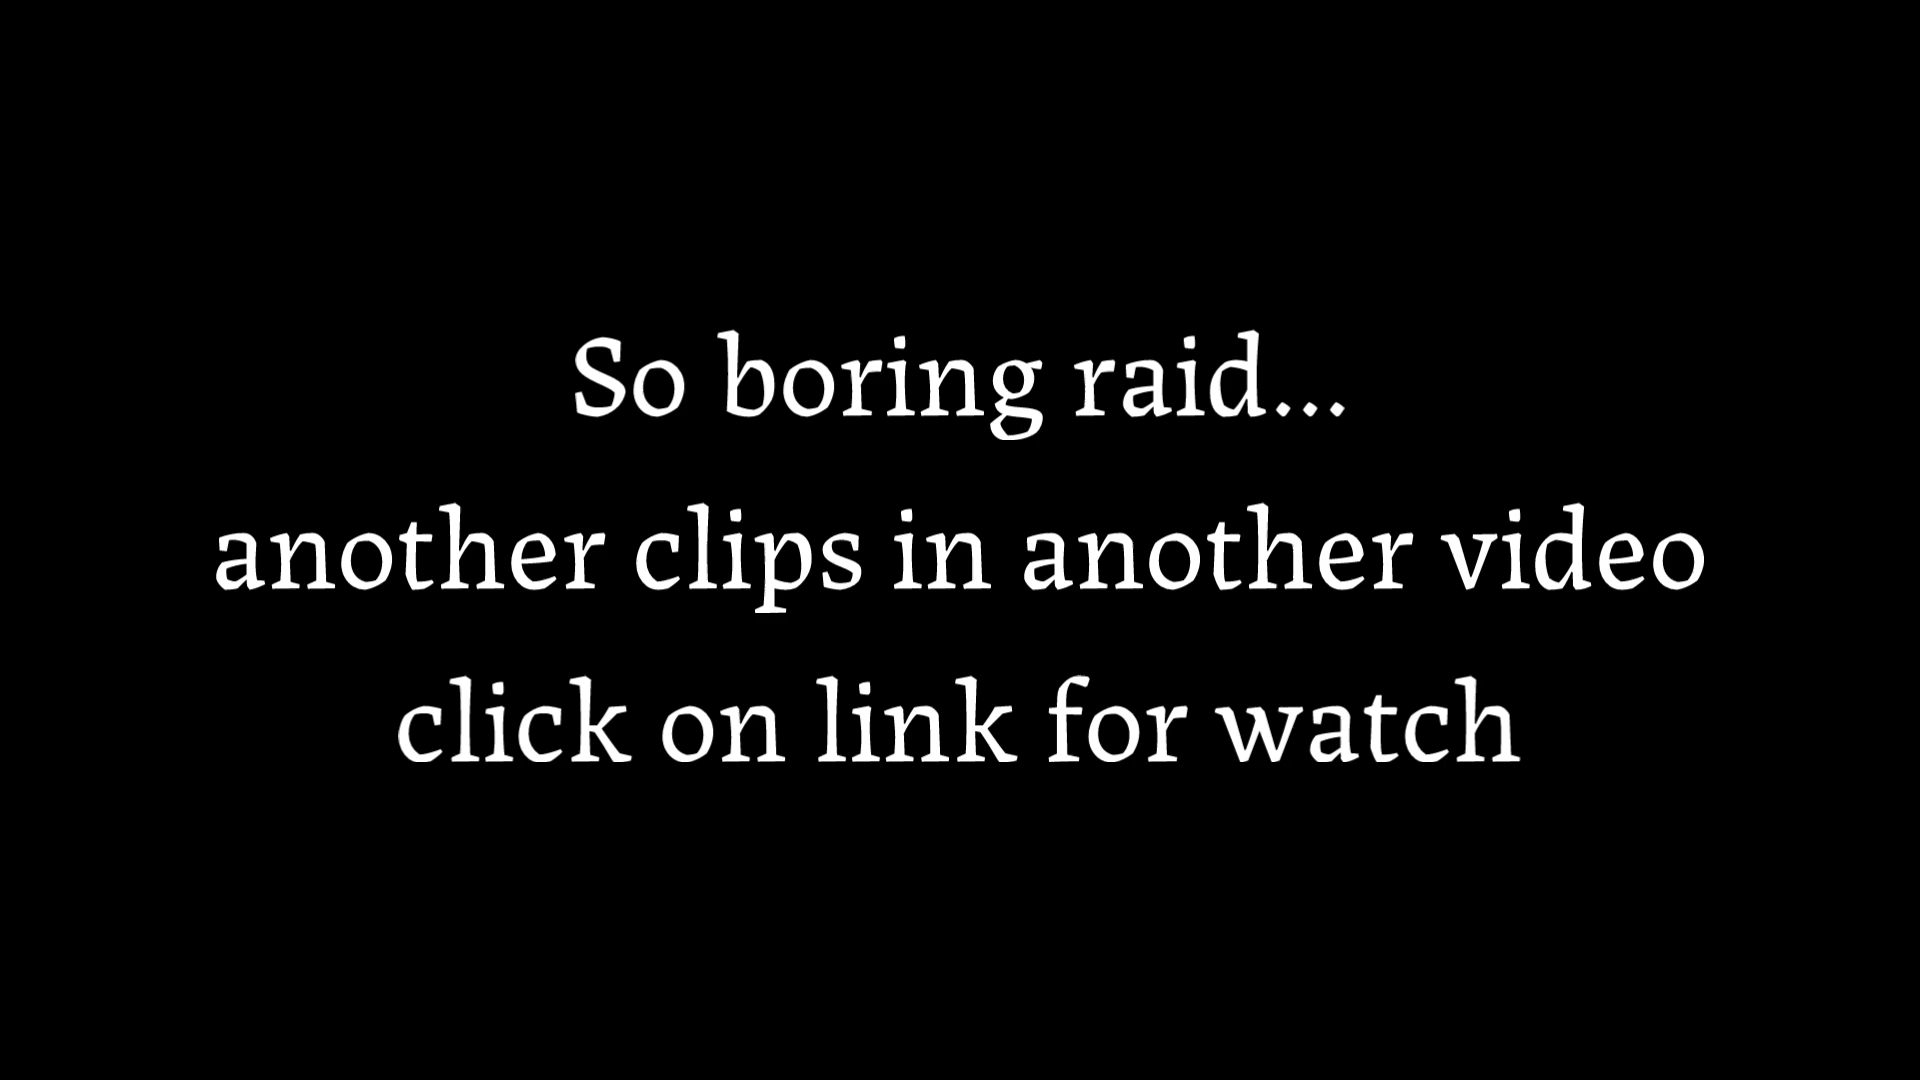 So boring raid...
another clips in another video
click on link for watch